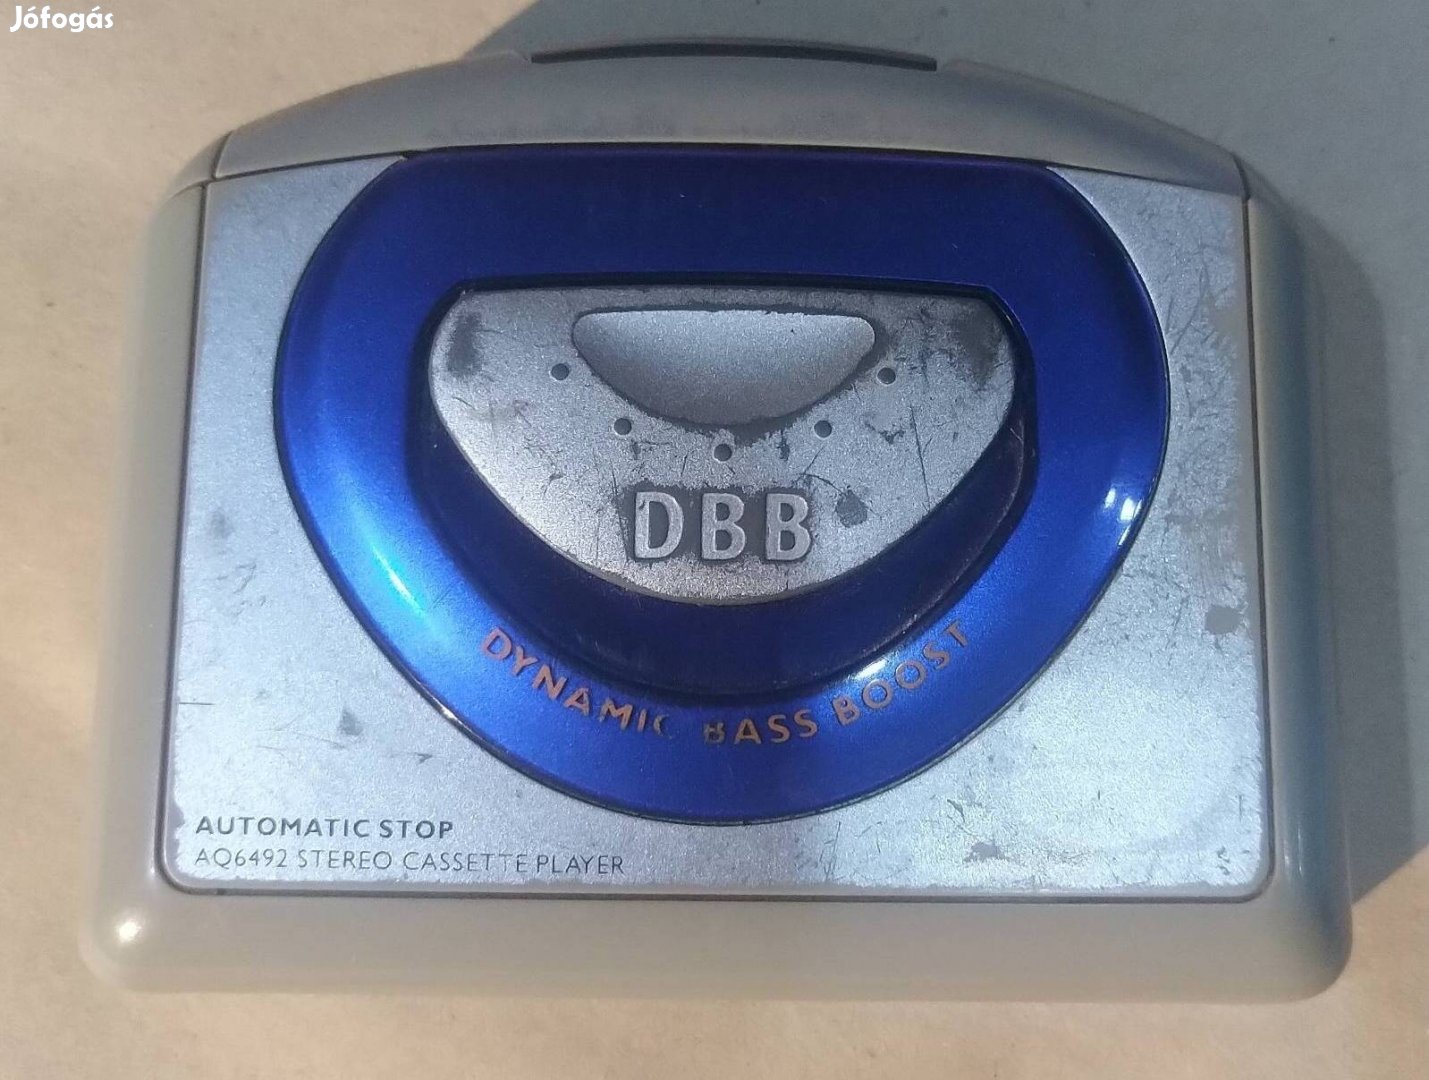 Jófogás
DBB
DYNAMIC BASS BOOST
AUTOMATIC STOP
AQ6492 STEREO CASSETTE PLAYER